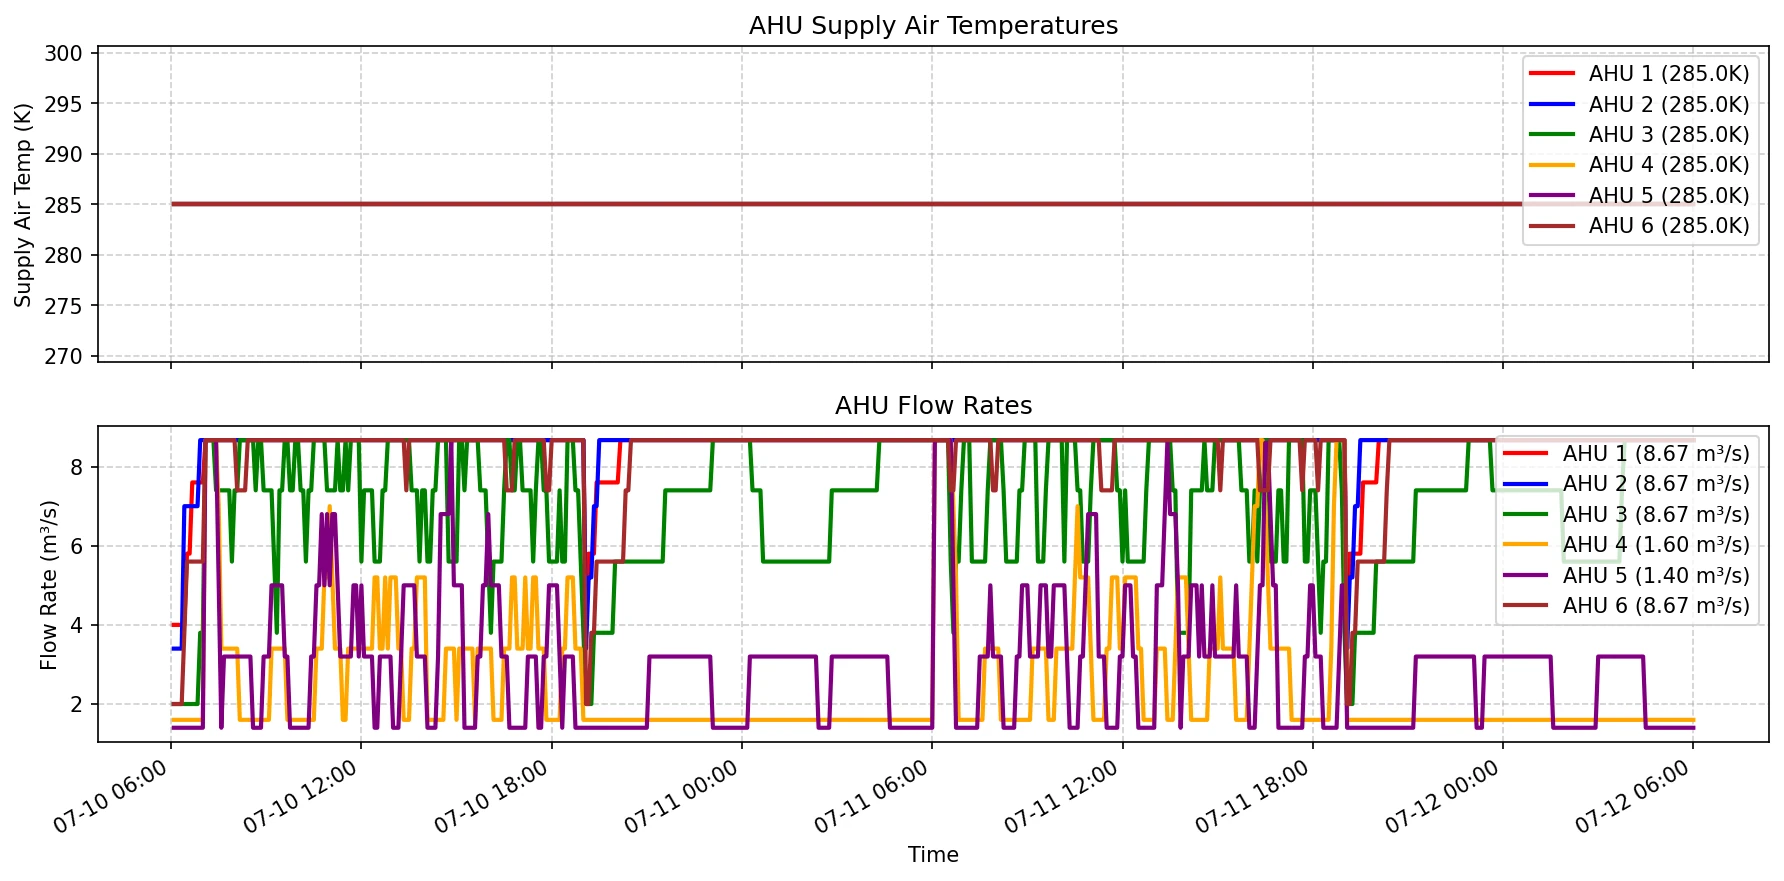 AHU Supply Air Temperatures
Supply Air Temp (K)
300
295
290
285
280
275
270
AHU 1 (285.0K)
AHU 2 (285.0K)
AHU 3 (285.0K)
AHU 4 (285.0K)
AHU 5 (285.0K)
AHU 6 (285.0K)
AHU Flow Rates
Flow Rate (m³/s)
8
6
4
2
AHU 1 (8.67 m³/s)
AHU 2 (8.67 m³/s)
AHU 3 (8.67 m³/s)
AHU 4 (1.60 m³/s)
AHU 5 (1.40 m³/s)
AHU 6 (8.67 m³/s)
07-10 06:00
07-10 12:00
07-10 18:00
07-11 00:00
07-11 06:00
07-11 12:00
07-11 18:00
07-12 00:00
07-12 06:00
Time